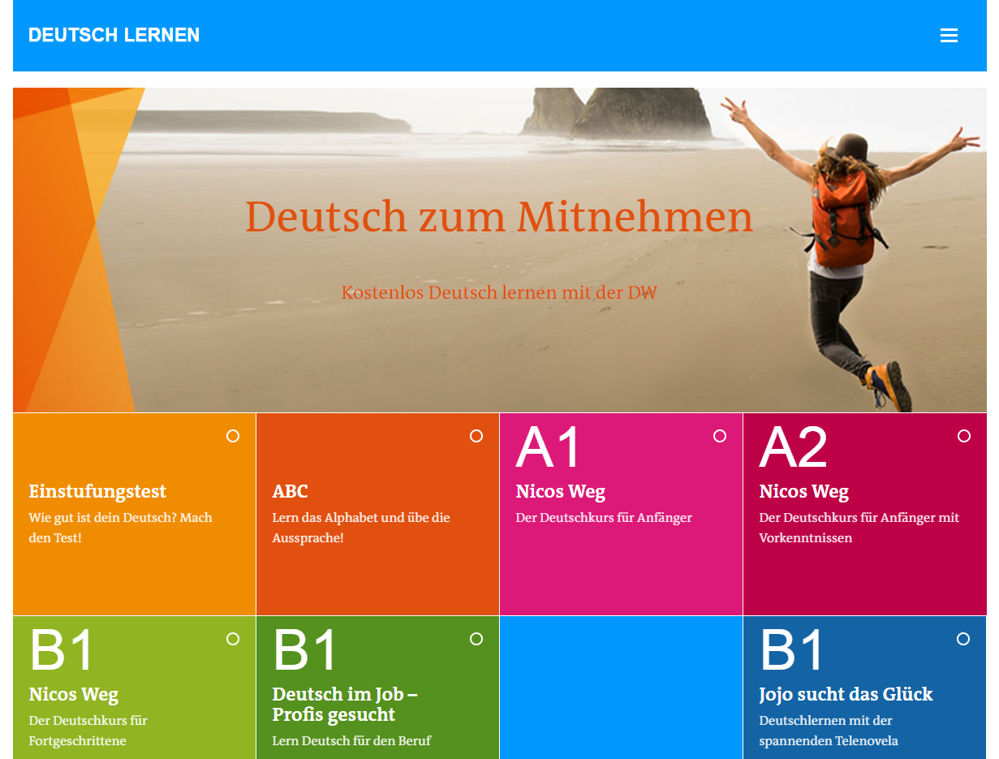 DEUTSCH LERNEN
Deutsch zum Mitnehmen
Kostenlos Deutsch lernen mit der DW
Einstufungstest
Wie gut ist dein Deutsch? Mach
den Test!
ABC
Lern das Alphabet und übe die
Aussprache!
A1
Nicos Weg
Der Deutschkurs für Anfänger
A2
Nicos Weg
Der Deutschkurs für Anfänger mit
Vorkenntnissen
B1
Nicos Weg
Der Deutschkurs für
Fortgeschrittene
B1
Deutsch im Job –
Profis gesucht
Lern Deutsch für den Beruf
B1
Jojo sucht das Glück
Deutschlernen mit der
spannenden Telenovela